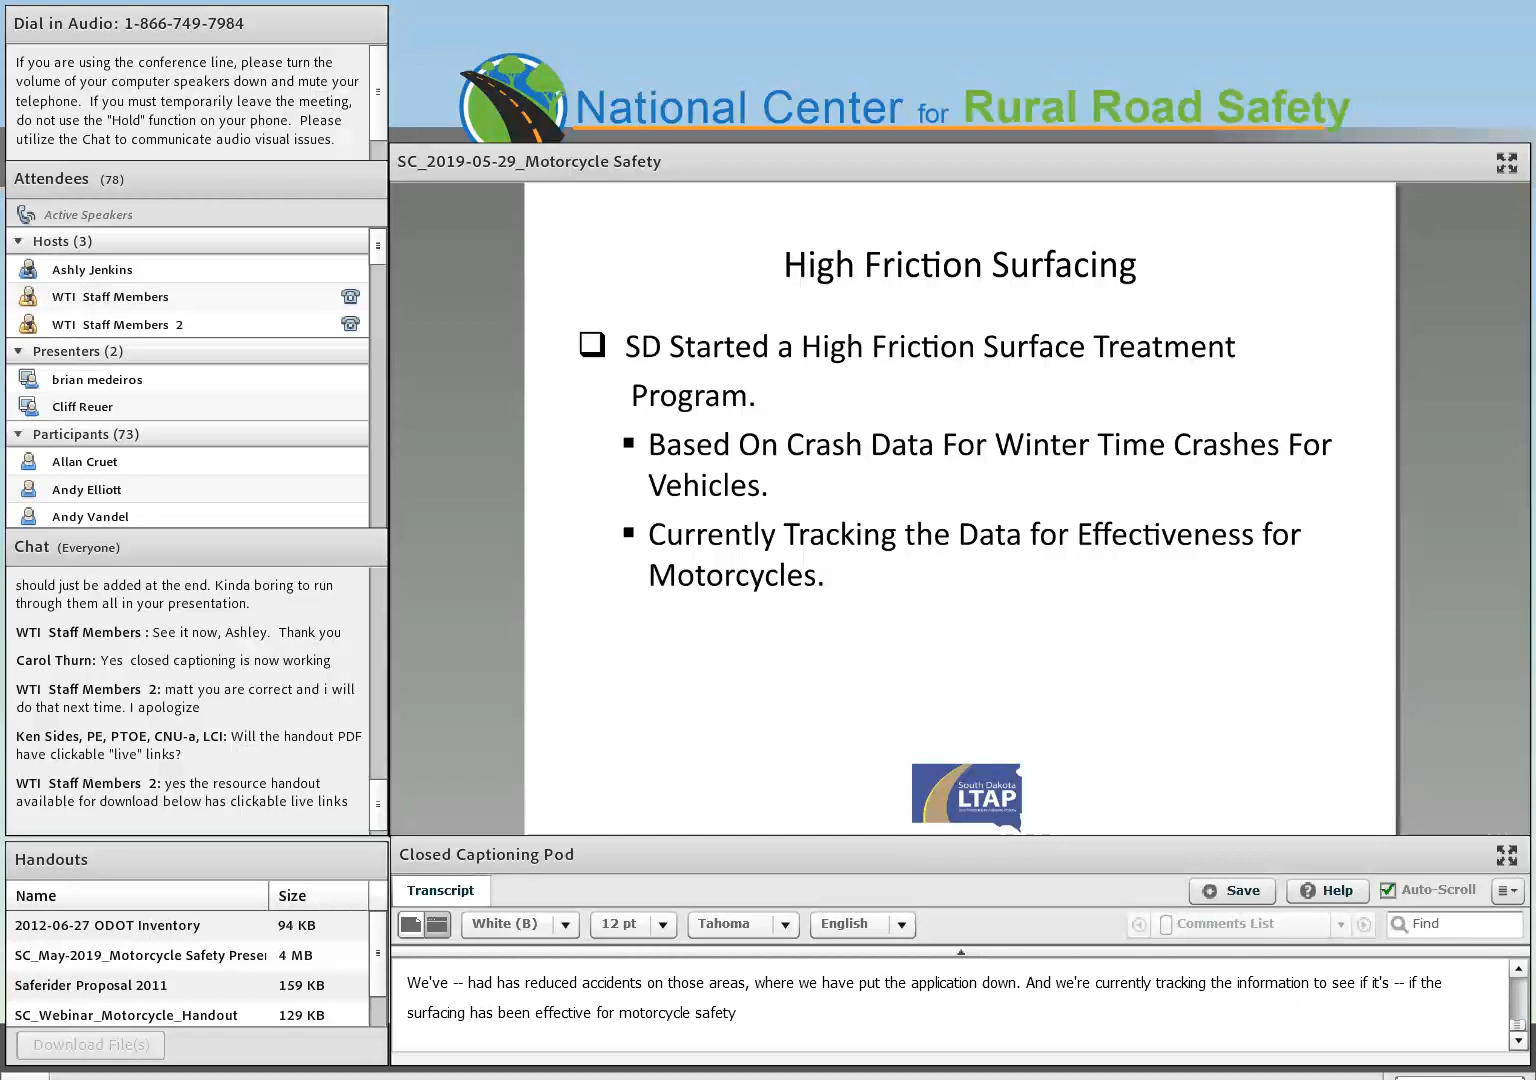 Dial in Audio: 1-866-749-7984
If you are using the conference line, please turn the
volume of your computer speakers down and mute your
telephone.  If you must temporarily leave the meeting,
do not use the "Hold" function on your phone.  Please
utilize the Chat to communicate audio visual issues.
Attendees (78)
Active Speakers
Hosts (3)
Ashly Jenkins
WTI Staff Members
WTI Staff Members 2
Presenters (2)
brian medeiros
Cliff Reuer
Participants (73)
Allan Cruet
Andy Elliott
Andy Vandel
Chat (Everyone)
should just be added at the end. Kinda boring to run
through them all in your presentation.
WTI Staff Members : See it now, Ashley.  Thank you
Carol Thurn: Yes closed captioning is now working
WTI Staff Members 2: matt you are correct and i will
do that next time. I apologize
Ken Sides, PE, PTOE, CNU-a, LCI: Will the handout PDF
have clickable "live" links?
WTI Staff Members 2: yes the resource handout
available for download below has clickable live links
Handouts
Name Size
2012-06-27 ODOT Inventory 94 KB
SC_May-2019_Motorcycle Safety Preser 4 MB
Saferider Proposal 2011 159 KB
SC_Webinar_Motorcycle_Handout 129 KB
Download File(s)
National Center for Rural Road Safety
SC_2019-05-29_Motorcycle Safety
High Friction Surfacing
SD Started a High Friction Surface Treatment
Program.
Based On Crash Data For Winter Time Crashes For
Vehicles.
Currently Tracking the Data for Effectiveness for
Motorcycles.
South Dakota
LTAP
Closed Captioning Pod
Transcript Save Help Auto-Scroll
White (B) 12 pt Tahoma English Comments List Find
We've -- had has reduced accidents on those areas, where we have put the application down. And we're currently tracking the information to see if it's -- if the
surfacing has been effective for motorcycle safety